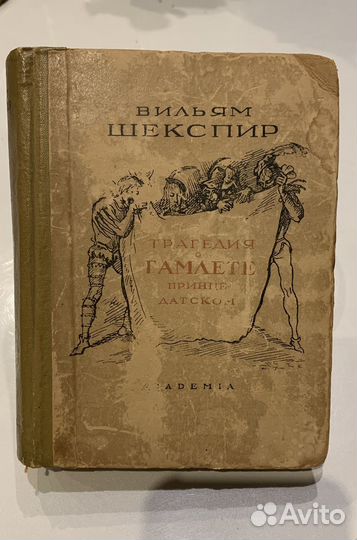 ВИЛЬЯМ
ШЕКСПИР
ТРАГЕДИЯ
О
ГАМЛЕТЕ
ПРИНЦЕ
ДАТСКОМ
ACADEMIA
Avito